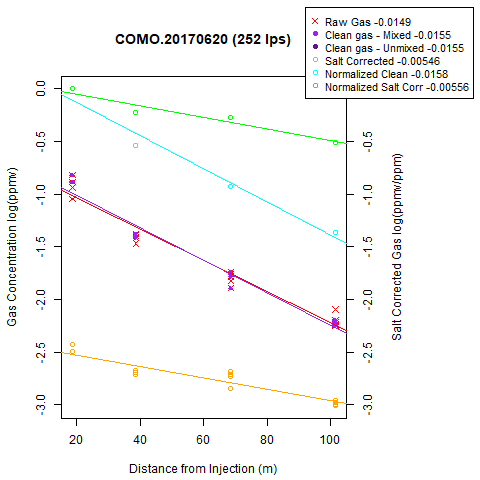 COMO.20170620 (252 lps)
Raw Gas -0.0149
Clean gas - Mixed -0.0155
Clean gas - Unmixed -0.0155
Salt Corrected -0.00546
Normalized Clean -0.0158
Normalized Salt Corr -0.00556
Gas Concentration log(ppmv)
0.0
-0.5
-1.0
-1.5
-2.0
-2.5
-3.0
-0.5
-1.0
-1.5
-2.0
-2.5
-3.0
Salt Corrected Gas log(ppmv/ppm)
20
40
60
80
100
Distance from Injection (m)